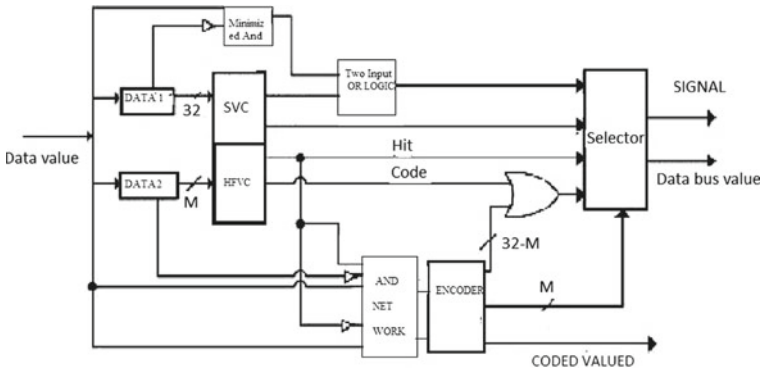 Minimiz
ed And
Two Input
OR LOGIC
DATA 1
32
SVC
SIGNAL
Selector
Data value
Hit
DATA2
M
HFVC
Code
Data bus value
32-M
AND
NET
WORK
ENCODER
M
CODED VALUED